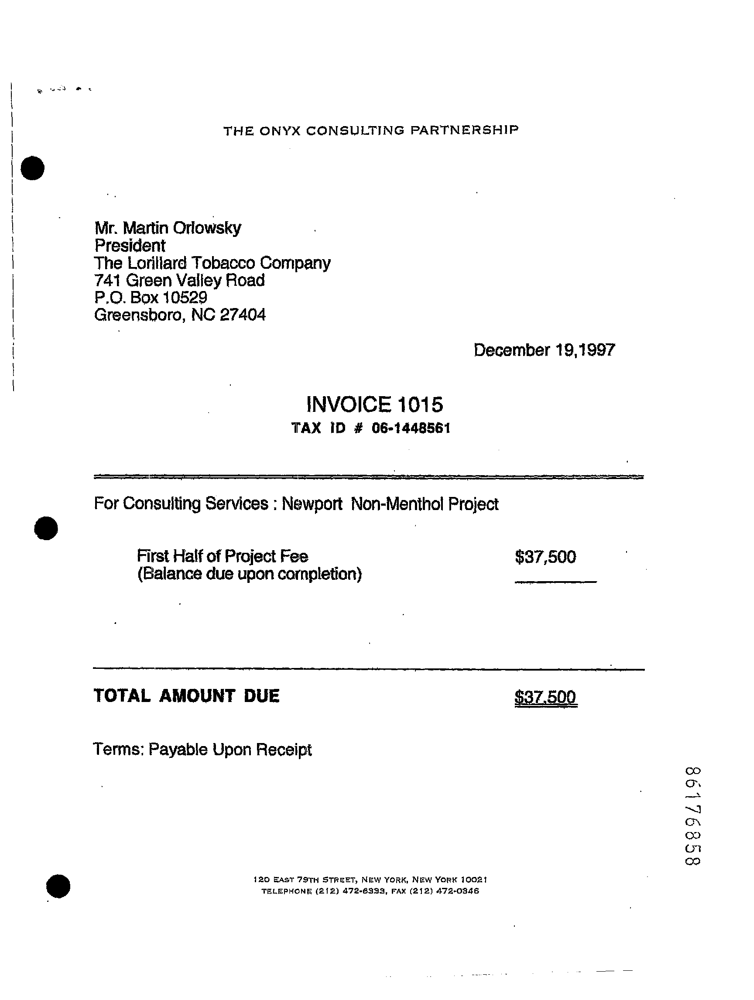 THE ONYX CONSULTING PARTNERSHIP
Mr. Martin Orlowsky
President
The Lorillard Tobacco Company
741 Green Valley Road
P.O. Box 10529
Greensboro, NC 27404
December 19,1997
INVOICE 1015
TAX ID # 06-1448561
For Consulting Services : Newport Non-Menthol Project
First Half of Project Fee $37,500
(Balance due upon completion)
TOTAL AMOUNT DUE $37,500
Terms: Payable Upon Receipt
86176858
120 EAST 79TH STREET, NEW YORK, NEW YORK 10021
TELEPHONE (212) 472-6333, FAX (212) 472-0346